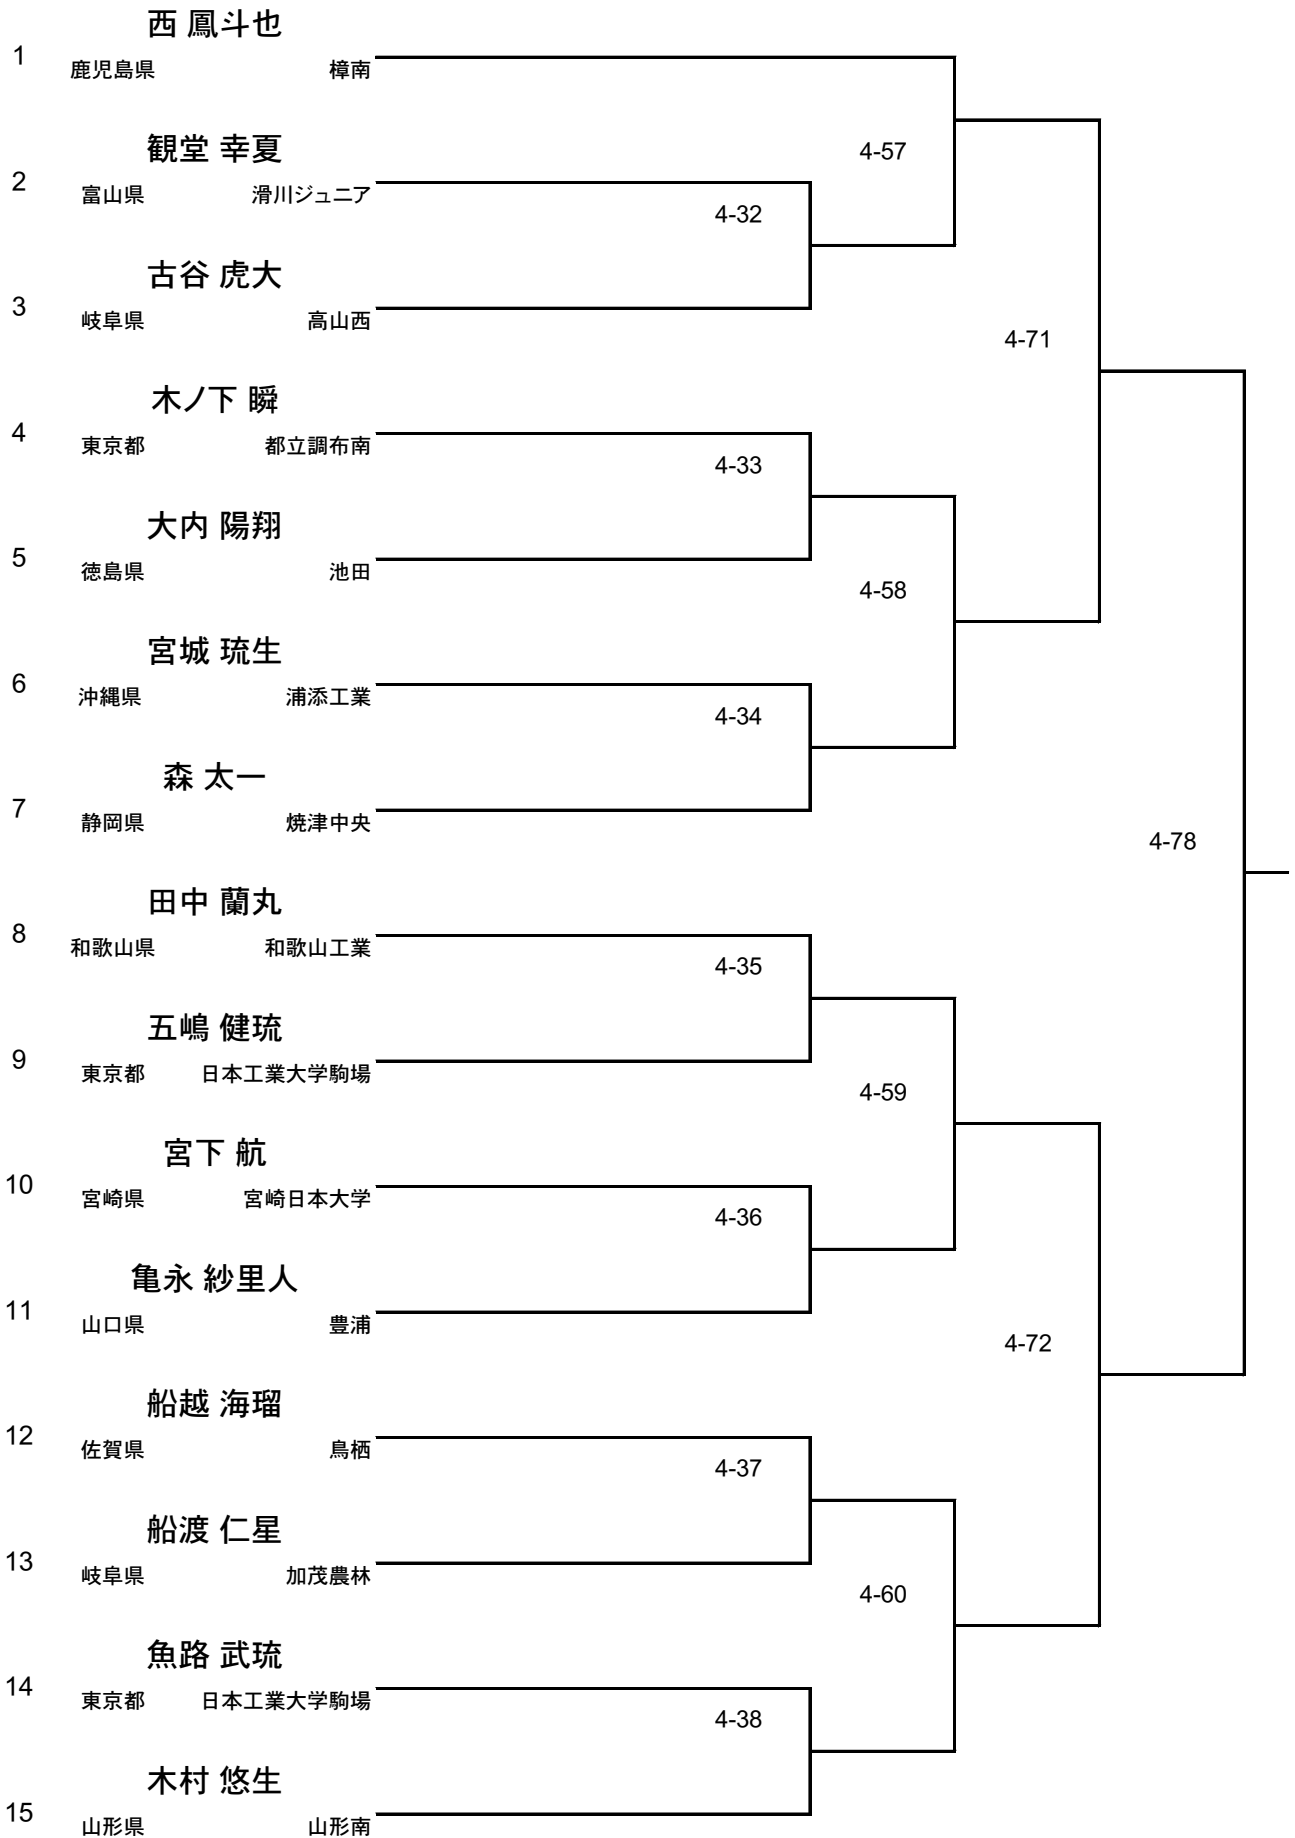 西 鳳斗也
1
鹿児島県 樟南
観堂 幸夏
4-57
2
富山県 滑川ジュニア
4-32
古谷 虎大
3
岐阜県 高山西
4-71
木ノ下 瞬
4
東京都 都立調布南
4-33
大内 陽翔
5
徳島県 池田
4-58
宮城 琉生
6
沖縄県 浦添工業
4-34
森 太一
7
静岡県 焼津中央
4-78
田中 蘭丸
8
和歌山県 和歌山工業
4-35
五嶋 健琉
9
東京都 日本工業大学駒場
4-59
宮下 航
10
宮崎県 宮崎日本大学
4-36
亀永 紗里人
11
山口県 豊浦
4-72
船越 海瑠
12
佐賀県 鳥栖
4-37
船渡 仁星
13
岐阜県 加茂農林
4-60
魚路 武琉
14
東京都 日本工業大学駒場
4-38
木村 悠生
15
山形県 山形南